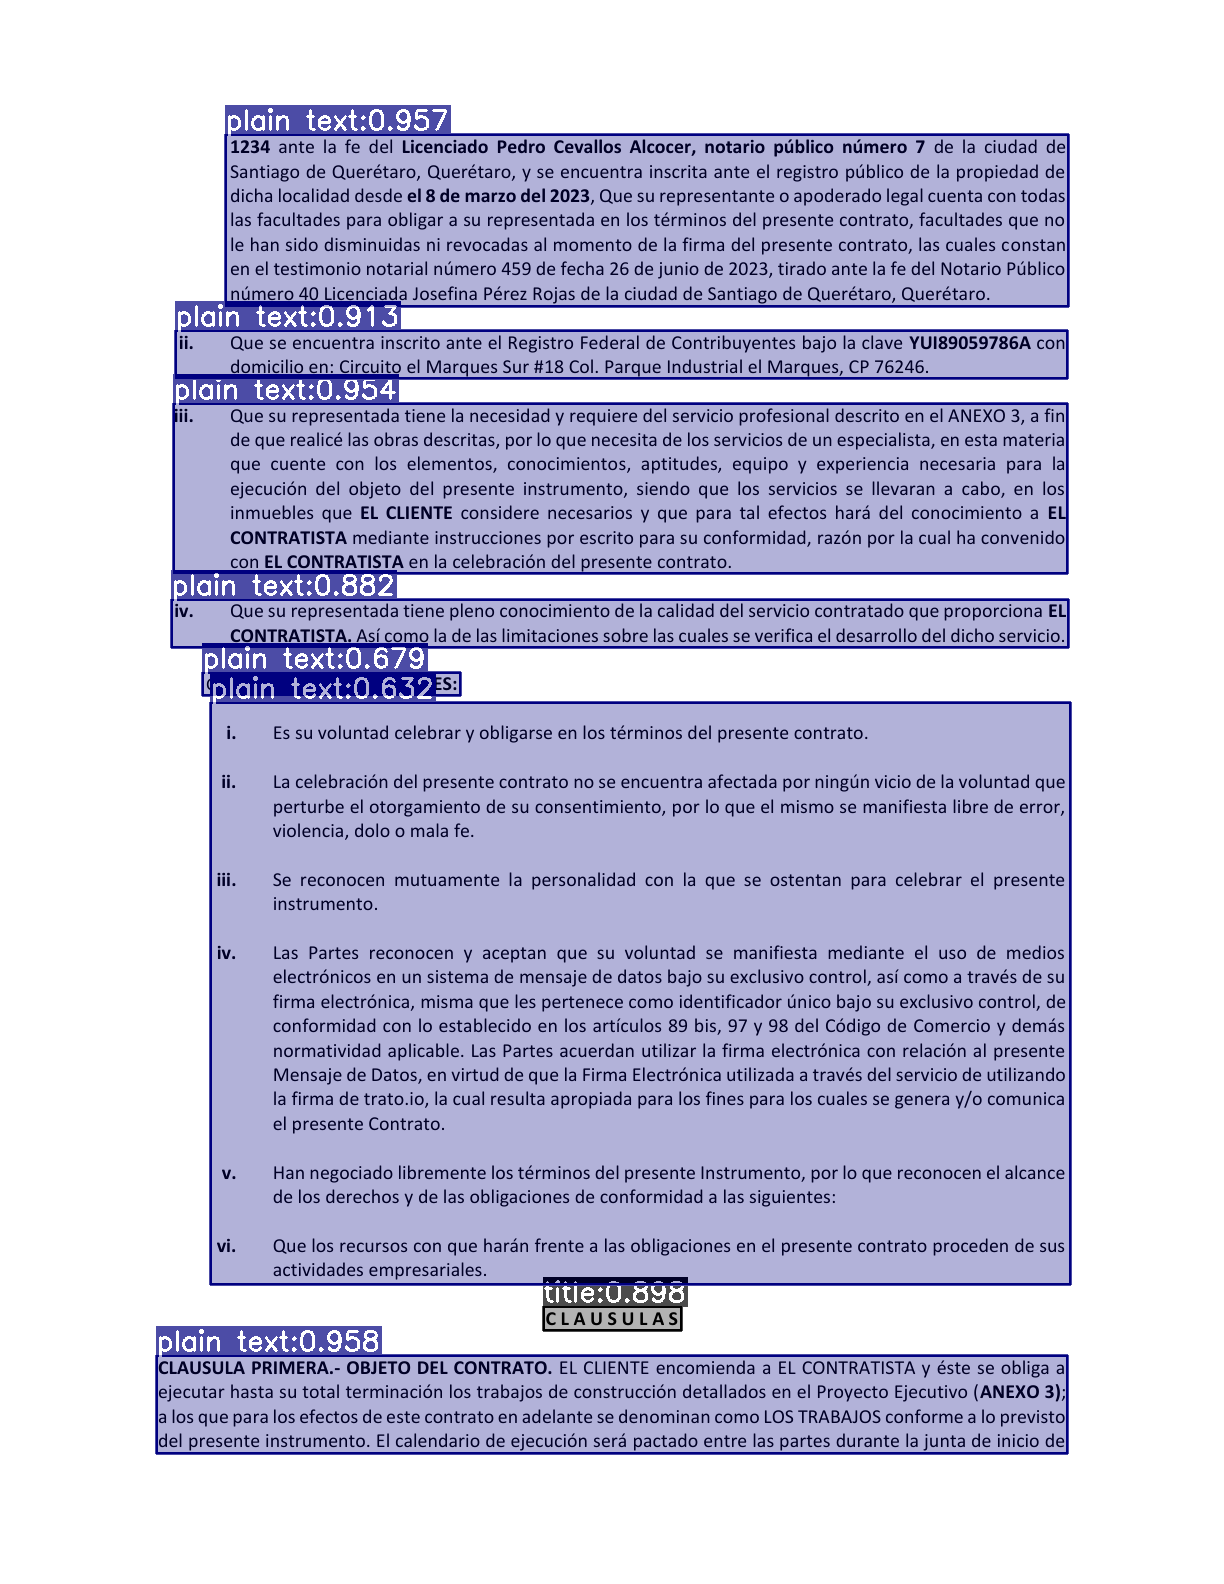 plain text:0.957
1234 ante la fe del Licenciado Pedro Cevallos Alcocer, notario público número 7 de la ciudad de
Santiago de Querétaro, Querétaro, y se encuentra inscrita ante el registro público de la propiedad de
dicha localidad desde el 8 de marzo del 2023, Que su representante o apoderado legal cuenta con todas
las facultades para obligar a su representada en los términos del presente contrato, facultades que no
le han sido disminuidas ni revocadas al momento de la firma del presente contrato, las cuales constan
en el testimonio notarial número 459 de fecha 26 de junio de 2023, tirado ante la fe del Notario Público
número 40 Licenciada Josefina Pérez Rojas de la ciudad de Santiago de Querétaro, Querétaro.
plain text:0.913
ii. Que se encuentra inscrito ante el Registro Federal de Contribuyentes bajo la clave YUI89059786A con
domicilio en: Circuito el Marques Sur #18 Col. Parque Industrial el Marques, CP 76246.
plain text:0.954
iii. Que su representada tiene la necesidad y requiere del servicio profesional descrito en el ANEXO 3, a fin
de que realicé las obras descritas, por lo que necesita de los servicios de un especialista, en esta materia
que cuente con los elementos, conocimientos, aptitudes, equipo y experiencia necesaria para la
ejecución del objeto del presente instrumento, siendo que los servicios se llevaran a cabo, en los
inmuebles que EL CLIENTE considere necesarios y que para tal efectos hará del conocimiento a EL
CONTRATISTA mediante instrucciones por escrito para su conformidad, razón por la cual ha convenido
con EL CONTRATISTA en la celebración del presente contrato.
plain text:0.882
iv. Que su representada tiene pleno conocimiento de la calidad del servicio contratado que proporciona EL
CONTRATISTA. Así como la de las limitaciones sobre las cuales se verifica el desarrollo del dicho servicio.
plain text:0.679
plain text:0.632 ES:
i. Es su voluntad celebrar y obligarse en los términos del presente contrato.
ii. La celebración del presente contrato no se encuentra afectada por ningún vicio de la voluntad que
perturbe el otorgamiento de su consentimiento, por lo que el mismo se manifiesta libre de error,
violencia, dolo o mala fe.
iii. Se reconocen mutuamente la personalidad con la que se ostentan para celebrar el presente
instrumento.
iv. Las Partes reconocen y aceptan que su voluntad se manifiesta mediante el uso de medios
electrónicos en un sistema de mensaje de datos bajo su exclusivo control, así como a través de su
firma electrónica, misma que les pertenece como identificador único bajo su exclusivo control, de
conformidad con lo establecido en los artículos 89 bis, 97 y 98 del Código de Comercio y demás
normatividad aplicable. Las Partes acuerdan utilizar la firma electrónica con relación al presente
Mensaje de Datos, en virtud de que la Firma Electrónica utilizada a través del servicio de utilizando
la firma de trato.io, la cual resulta apropiada para los fines para los cuales se genera y/o comunica
el presente Contrato.
v. Han negociado libremente los términos del presente Instrumento, por lo que reconocen el alcance
de los derechos y de las obligaciones de conformidad a las siguientes:
vi. Que los recursos con que harán frente a las obligaciones en el presente contrato proceden de sus
actividades empresariales.
title:0.898
C L A U S U L A S
plain text:0.958
CLAUSULA PRIMERA.- OBJETO DEL CONTRATO. EL CLIENTE encomienda a EL CONTRATISTA y éste se obliga a
ejecutar hasta su total terminación los trabajos de construcción detallados en el Proyecto Ejecutivo (ANEXO 3);
a los que para los efectos de este contrato en adelante se denominan como LOS TRABAJOS conforme a lo previsto
del presente instrumento. El calendario de ejecución será pactado entre las partes durante la junta de inicio de